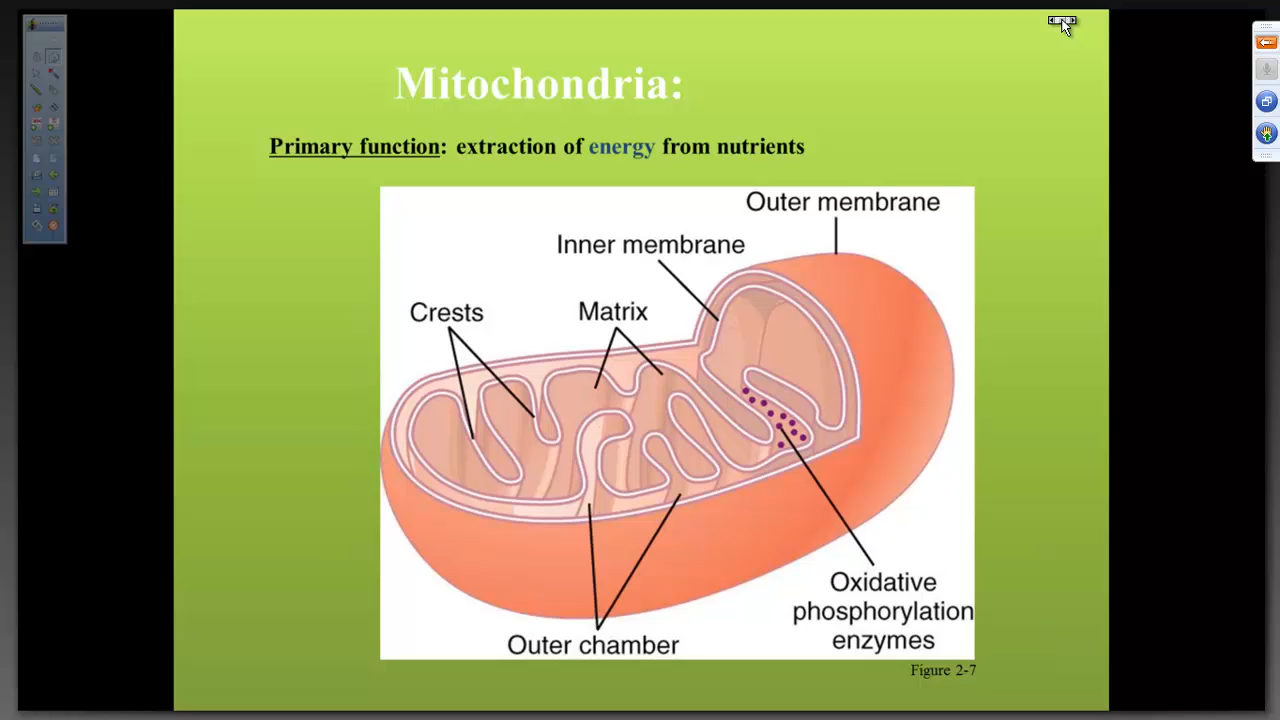 Mitochondria:
Primary function: extraction of energy from nutrients
Outer membrane
Inner membrane
Crests
Matrix
Outer chamber
Oxidative
phosphorylation
enzymes
Figure 2-7